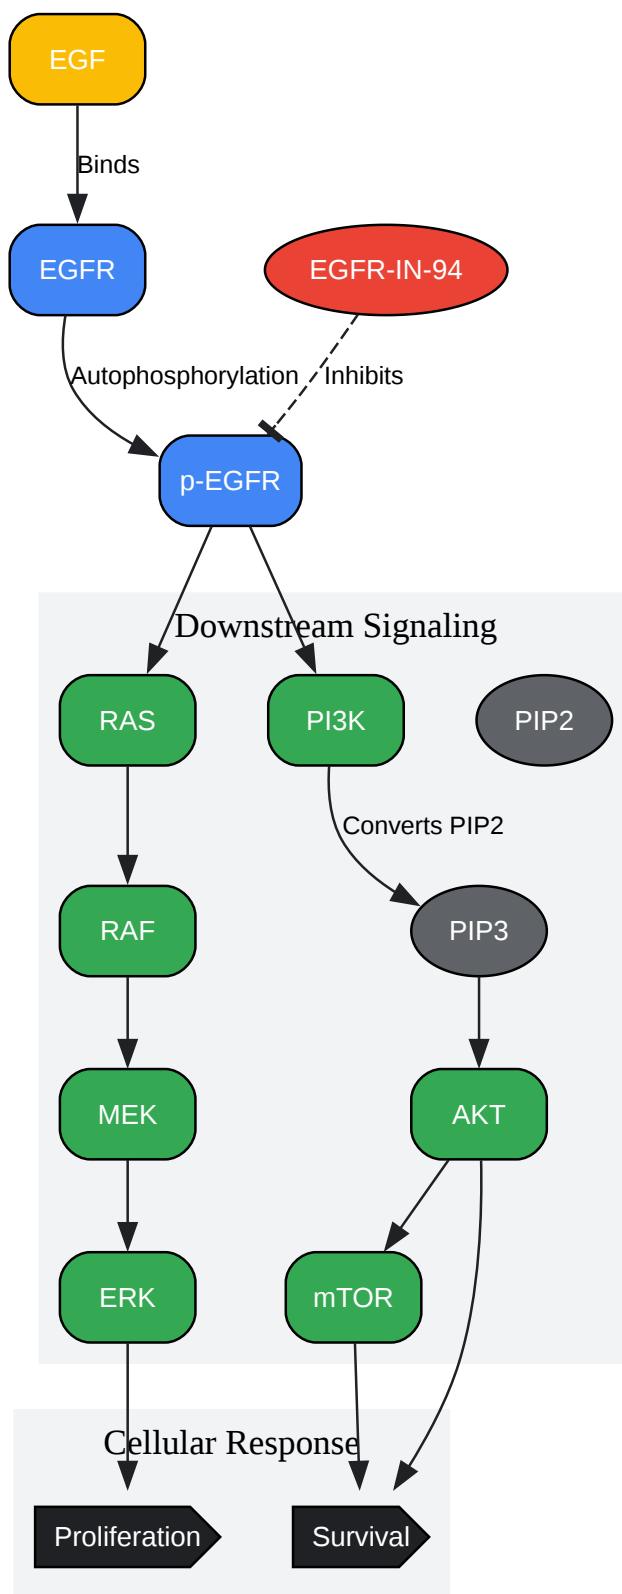 EGF
Binds
EGFR
EGFR-IN-94
Autophosphorylation
Inhibits
p-EGFR
Downstream Signaling
RAS
PI3K
PIP2
Converts PIP2
RAF
PIP3
MEK
AKT
ERK
mTOR
Cellular Response
Proliferation
Survival